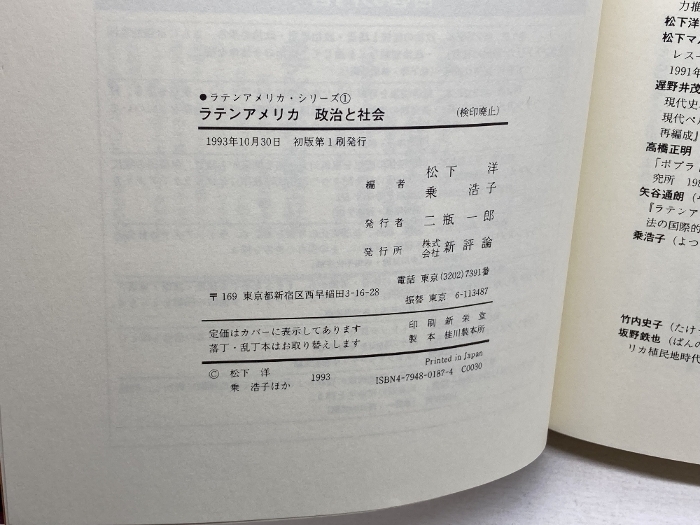 ●ラテンアメリカ・シリーズ①
ラテンアメリカ 政治と社会 (検印廃止)
1993年10月30日 初版第1刷発行
編者 松下 洋
乗 浩子
発行者 二瓶一郎
発行所 株式会社 新評論
〒169 東京都新宿区西早稲田3-16-28
電話 東京(3202)7391番
振替 東京 6-113487
定価はカバーに表示してあります
落丁・乱丁本はお取り替えします
印刷 新栄堂
製本 桂川製本所
© 松下 洋 1993
乗 浩子ほか
Printed in Japan
ISBN4-7948-0187-4 C0030
力推
松下洋
松下マル
レス一
1991年
遅野井茂
現代史
現代ペル
再編成』
高橋正明
「ポプラ
究所 198
矢谷通朗
『ラテンア
法の国際的
乗浩子(よつ
竹内史子(たけ
坂野鉄也(ばんの
リカ植民地時代